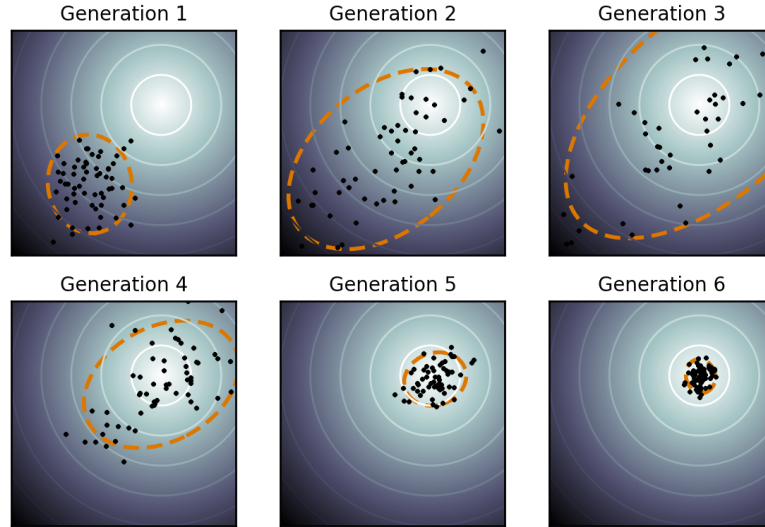 Generation 1
Generation 2
Generation 3
Generation 4
Generation 5
Generation 6